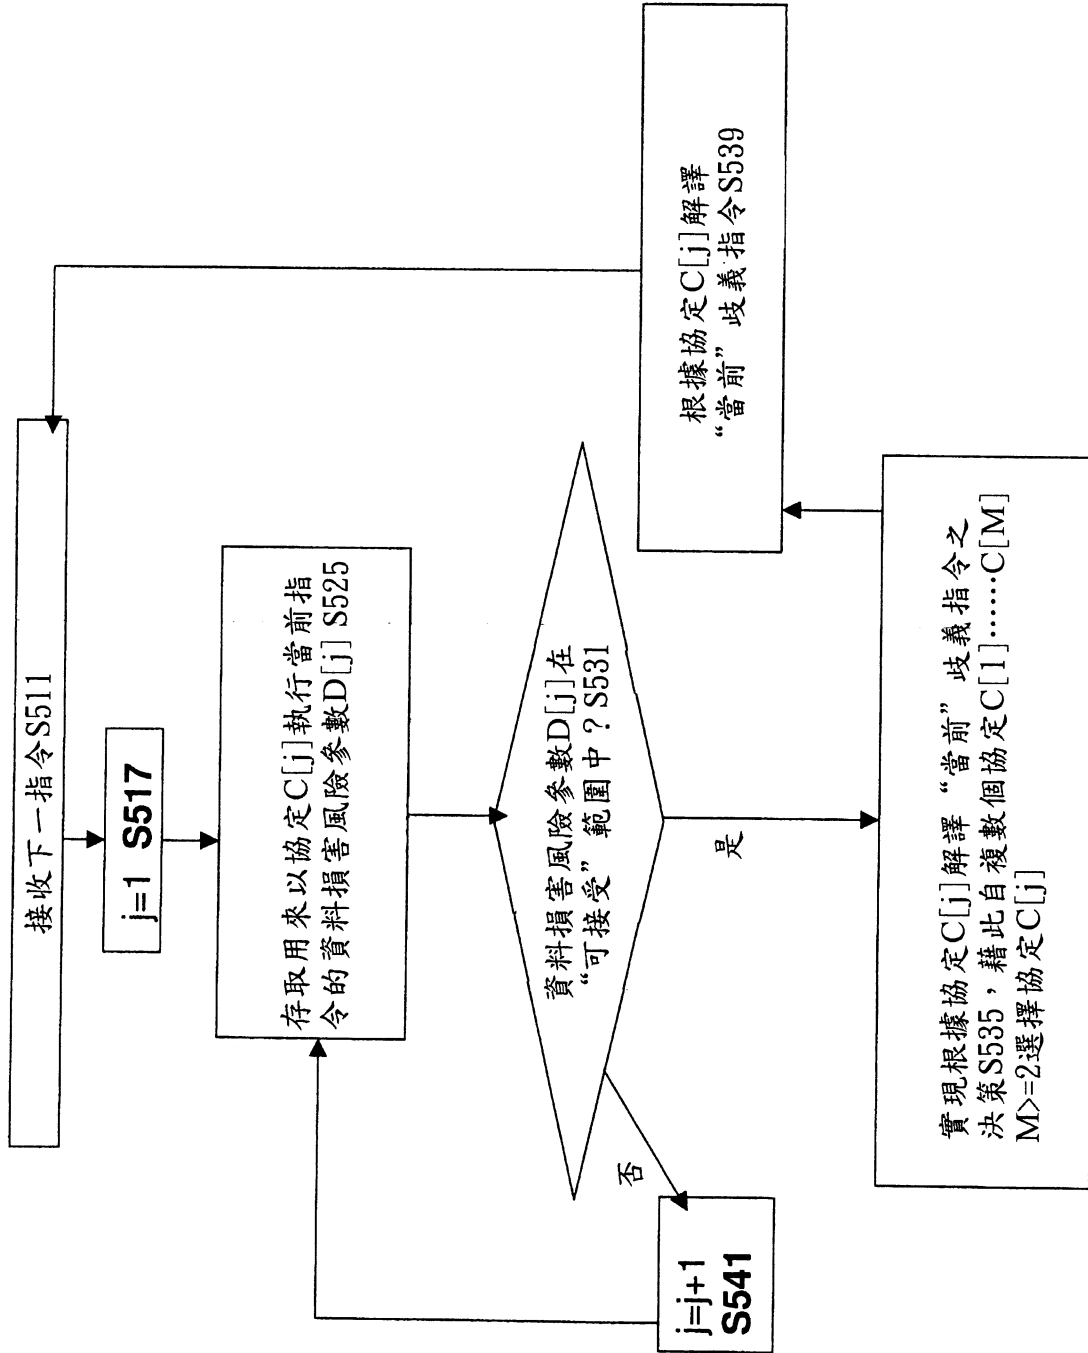 接收下一指令S511
j=1 S517
存取用來以協定C[j]執行當前指
令的資料損害風險參數D[j] S525
資料損害風險參數D[j]在
“可接受”範圍中？S531
否
是
j=j+1
S541
實現根據協定C[j]解譯“當前”歧義指令之
決策S535，藉此自複數個協定C[1]……C[M]
M>=2選擇協定C[j]
根據協定C[j]解譯
“當前”歧義指令S539